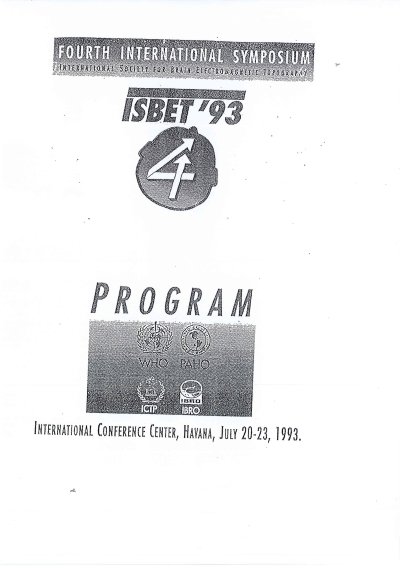 FOURTH INTERNATIONAL SYMPOSIUM
INTERNATIONAL SOCIETY FOR BRAIN ELECTROMAGNETIC TOPOGRAPHY
ISBET '93
4
PROGRAM
WHO PAHO
ICTP IBRO
INTERNATIONAL CONFERENCE CENTER, HAVANA, JULY 20-23, 1993.